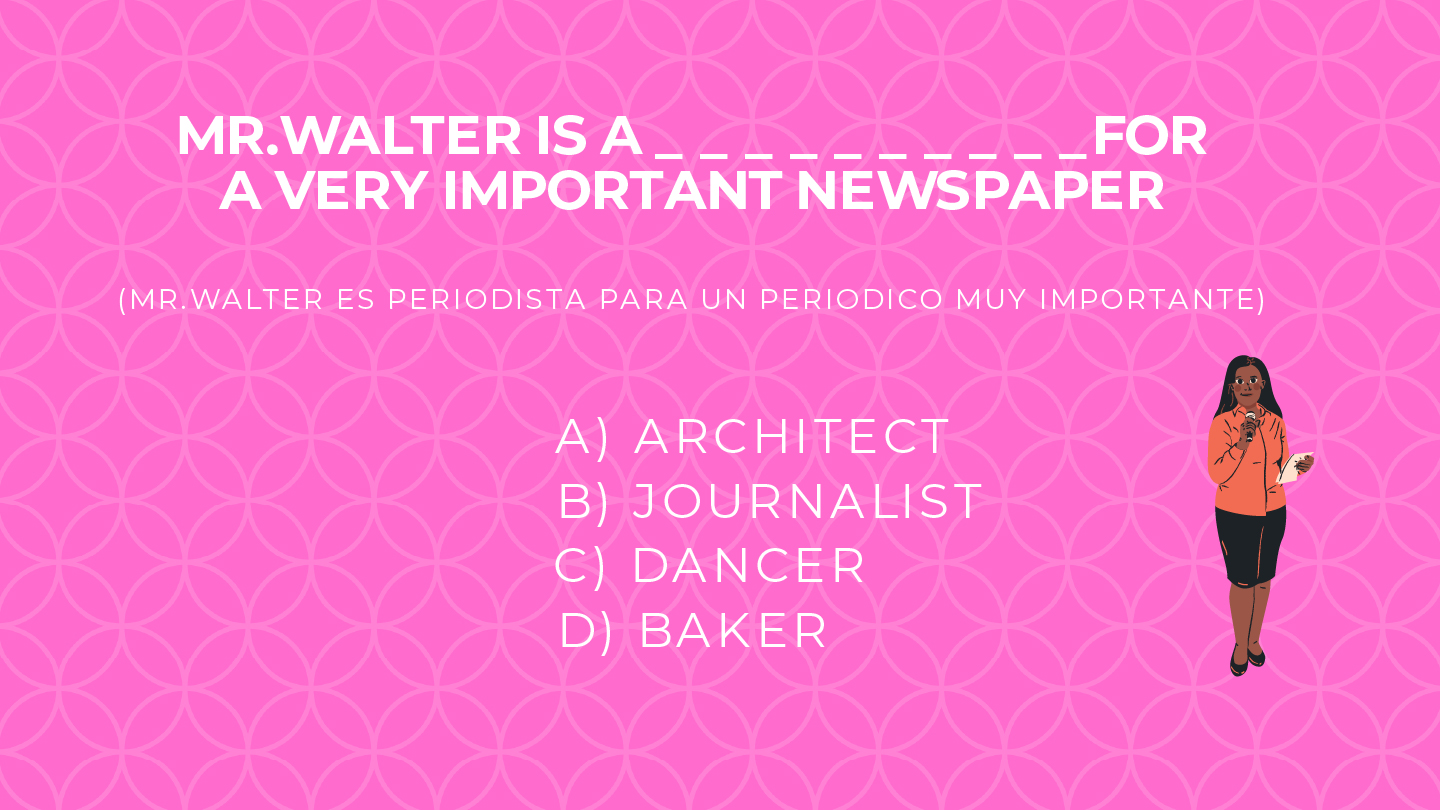 MR.WALTER IS A _ _ _ _ _ _ _ _ _ _ FOR
A VERY IMPORTANT NEWSPAPER
(MR.WALTER ES PERIODISTA PARA UN PERIODICO MUY IMPORTANTE)
A) ARCHITECT
B) JOURNALIST
C) DANCER
D) BAKER